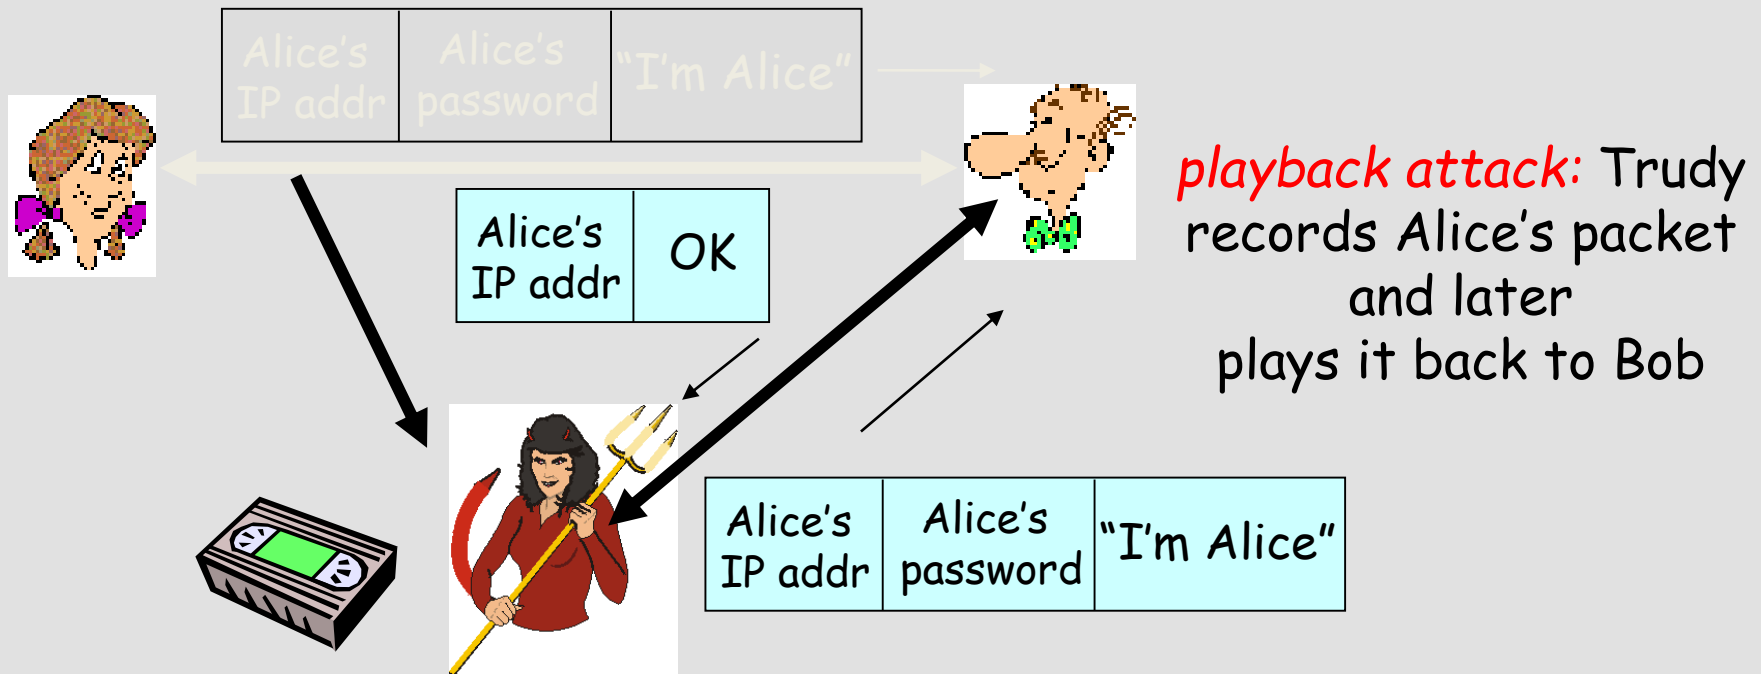 Alice's
IP addr
Alice's
password
“I'm Alice”
Alice's
IP addr
OK
playback attack: Trudy
records Alice's packet
and later
plays it back to Bob
Alice's
IP addr
Alice's
password
“I'm Alice”